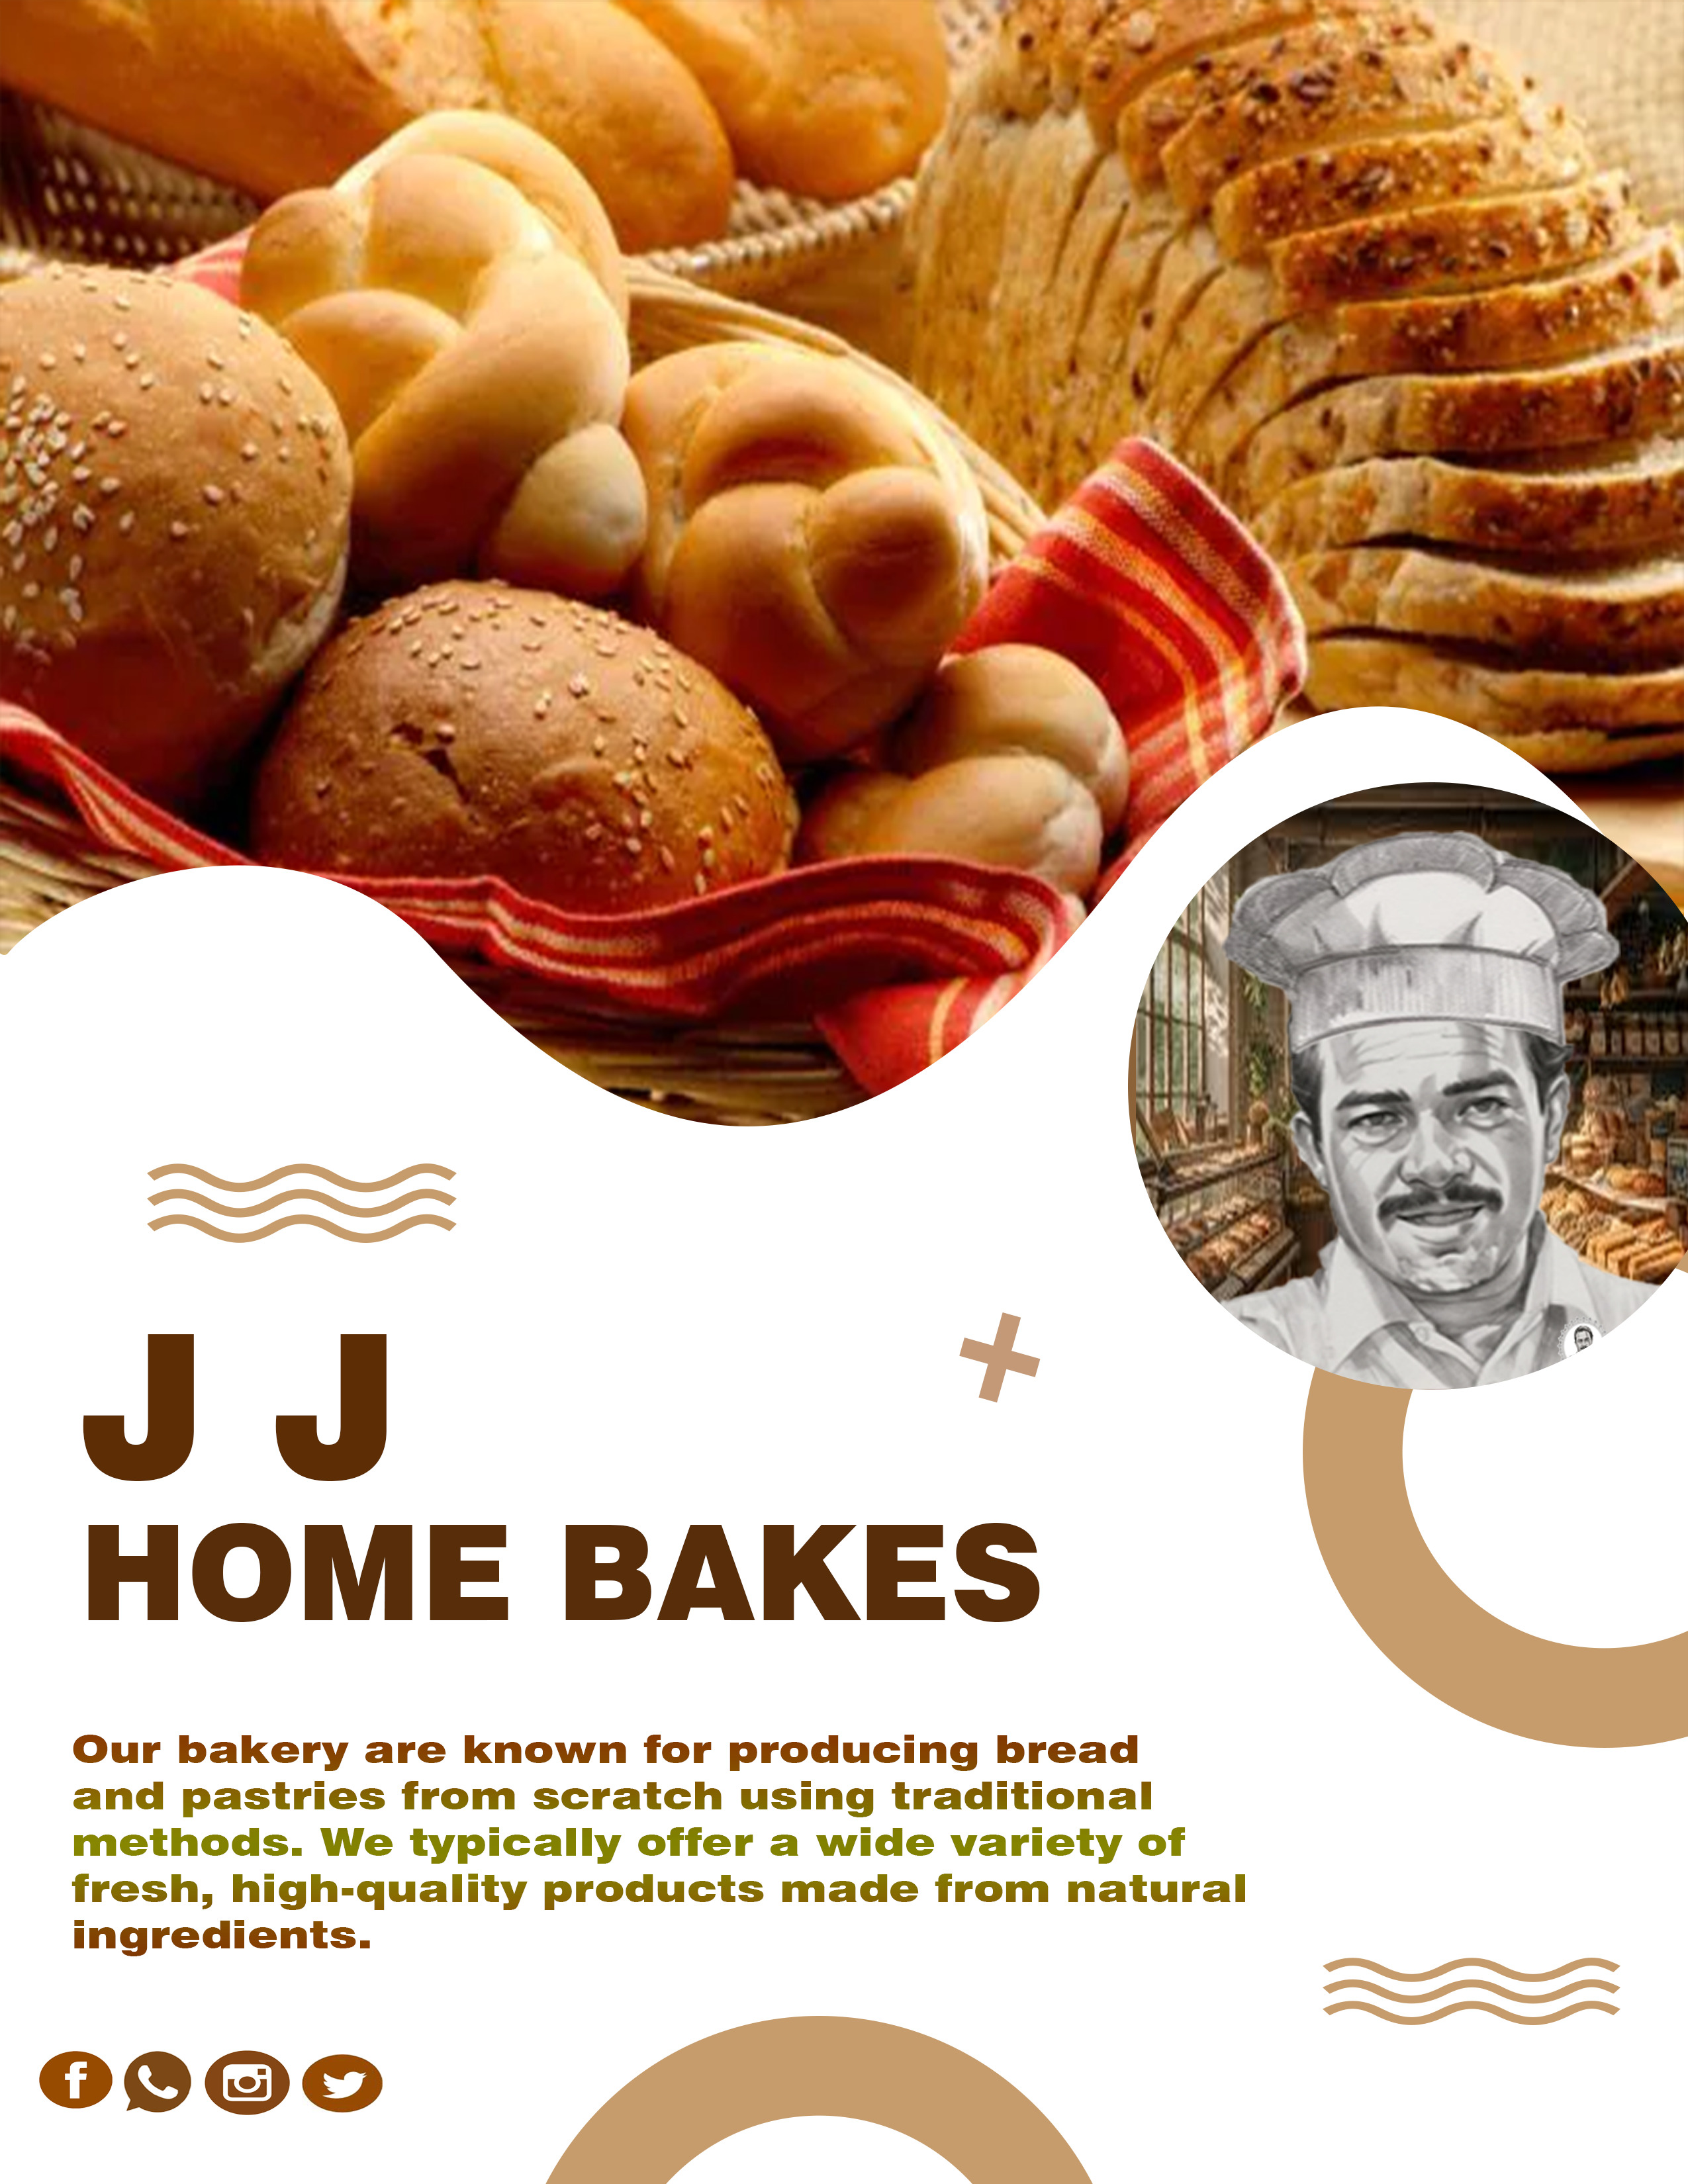 J J
HOME BAKES
Our bakery are known for producing bread
and pastries from scratch using traditional
methods. We typically offer a wide variety of
fresh, high-quality products made from natural
ingredients.